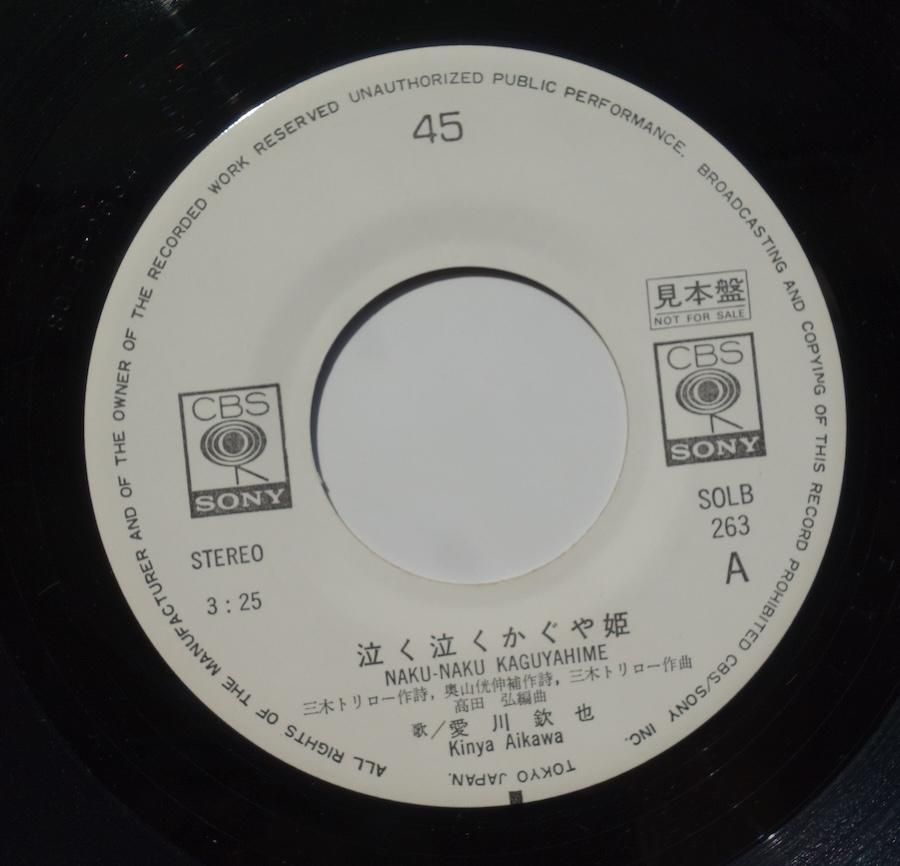 ALL RIGHTS OF THE MANUFACTURER AND OF THE OWNER OF THE RECORDED WORK RESERVED UNAUTHORIZED PUBLIC PERFORMANCE. BROADCASTING AND COPYING OF THIS RECORD PROHIBITED CBS/SONY INC. TOKYO JAPAN.
45
見本盤
NOT FOR SALE
CBS
SONY
CBS
SONY
SOLB
263
A
STEREO
3:25
泣く泣くかぐや姫
NAKU-NAKU KAGUYAHIME
三木トリロー作詩, 奥山侊伸補作詩, 三木トリロー作曲
高田 弘編曲
歌/愛川欽也
Kinya Aikawa